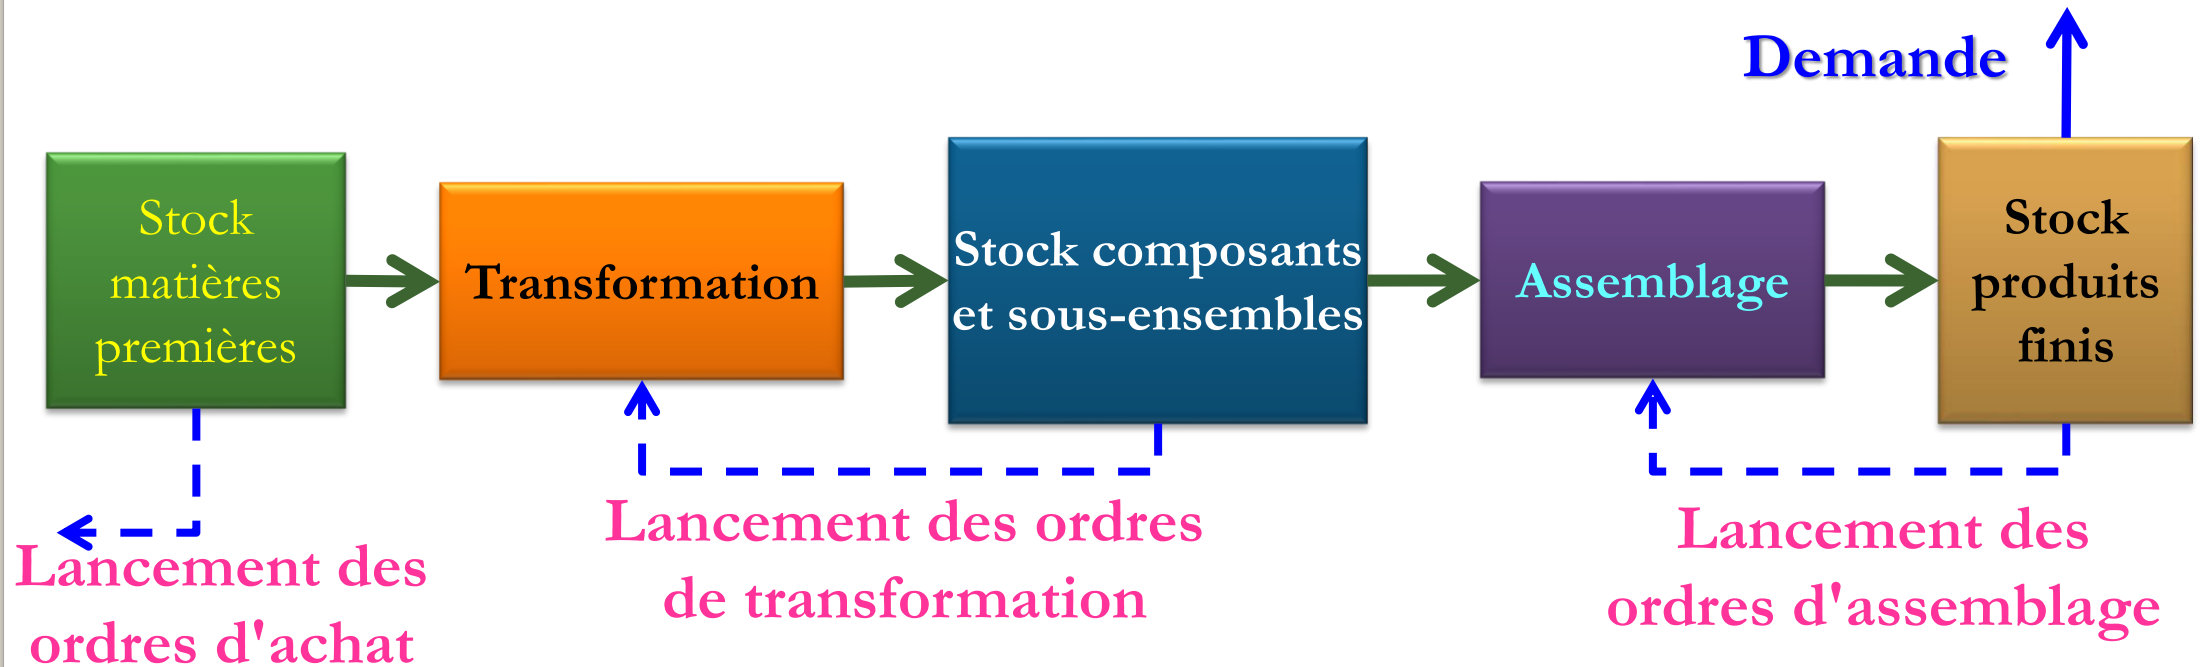 Demande
Stock
matières
premières
Transformation
Stock composants
et sous-ensembles
Assemblage
Stock
produits
finis
Lancement des
ordres d'achat
Lancement des ordres
de transformation
Lancement des
ordres d'assemblage